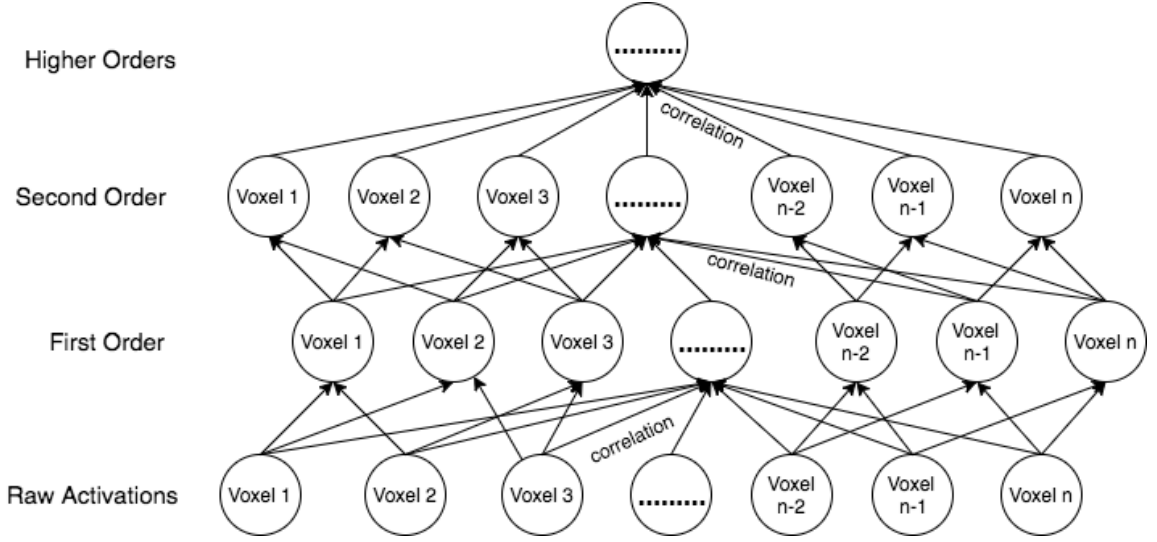 .........
Higher Orders
correlation
Second Order
Voxel 1
Voxel 2
Voxel 3
.........
Voxel
n-2
Voxel
n-1
Voxel n
correlation
First Order
Voxel 1
Voxel 2
Voxel 3
.........
Voxel
n-2
Voxel
n-1
Voxel n
correlation
Raw Activations
Voxel 1
Voxel 2
Voxel 3
.........
Voxel
n-2
Voxel
n-1
Voxel n